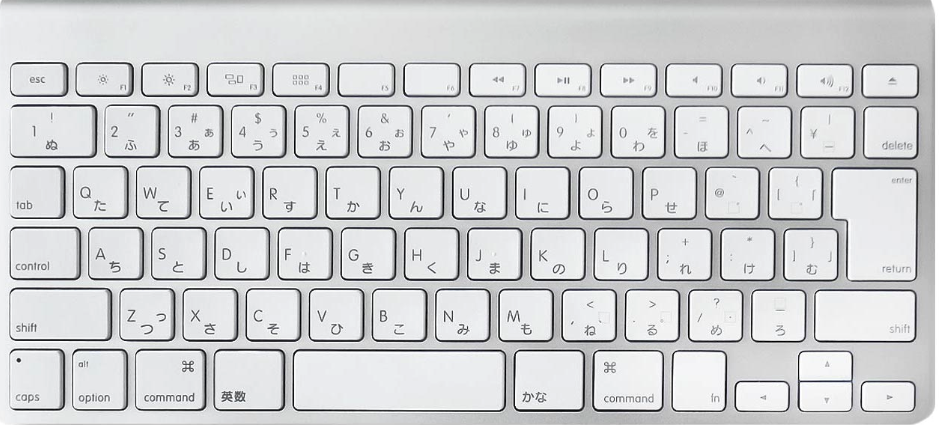 esc F1 F2 F3 F4 F5 F6 F7 F8 F9 F10 F11 F12
! " # $ % & ' ( ) = ~ |
1 2 3 ぁ 4 ぅ 5 ぇ 6 ぉ 7 ゃ 8 ゅ 9 ょ 0 を - ^ ¥ ー delete
ぬ ふ あ う え お や ゆ よ わ ほ へ
tab Q W E ぃ R T Y U I O P @ ` [ { 「 enter
た て い す か ん な に ら せ
control A S D F G H J K L ; + : * ] } 」 return
ち と し は き く ま の り れ け む
shift Z っ X C V B N M , < . > / ? _ shift
つ さ そ ひ こ み も ね る め ろ
alt ⌘ ⌘
caps option command 英数 かな command fn